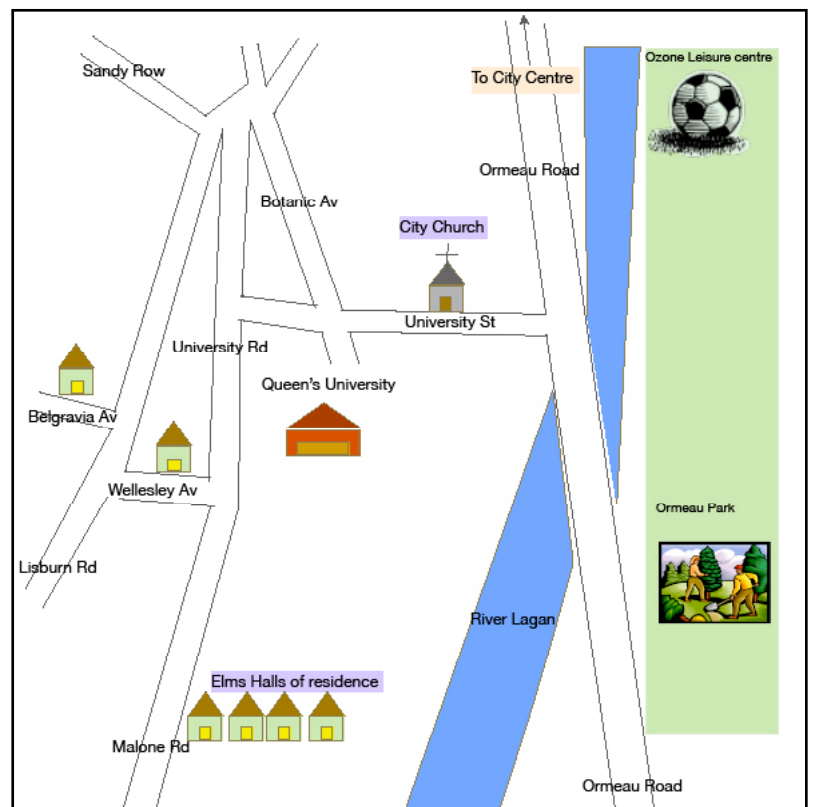 Ozone Leisure centre
Sandy Row
To City Centre
Ormeau Road
Botanic Av
City Church
University St
University Rd
Queen's University
Belgravia Av
Wellesley Av
Ormeau Park
Lisburn Rd
River Lagan
Elms Halls of residence
Malone Rd
Ormeau Road